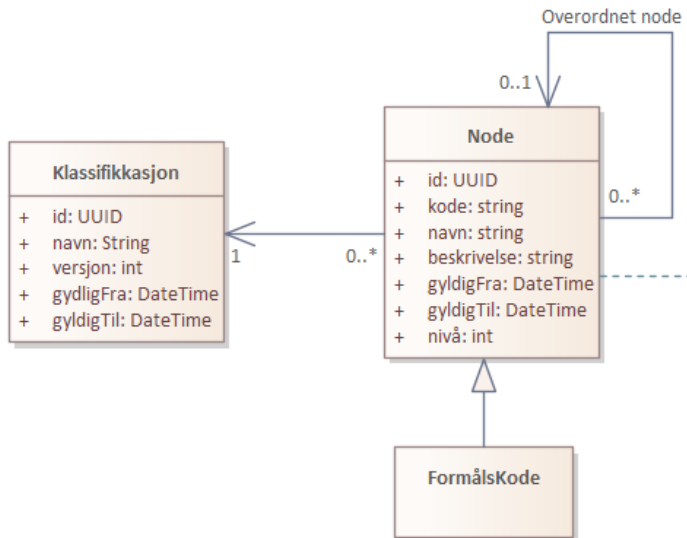 Overordnet node
0..1
Node
+ id: UUID
+ kode: string
+ navn: string
+ beskrivelse: string
+ gyldigFra: DateTime
+ gyldigTil: DateTime
+ nivå: int
0..*
Klassifikkasjon
+ id: UUID
+ navn: String
+ versjon: int
+ gydligFra: DateTime
+ gyldigTil: DateTime
1
0..*
FormålsKode